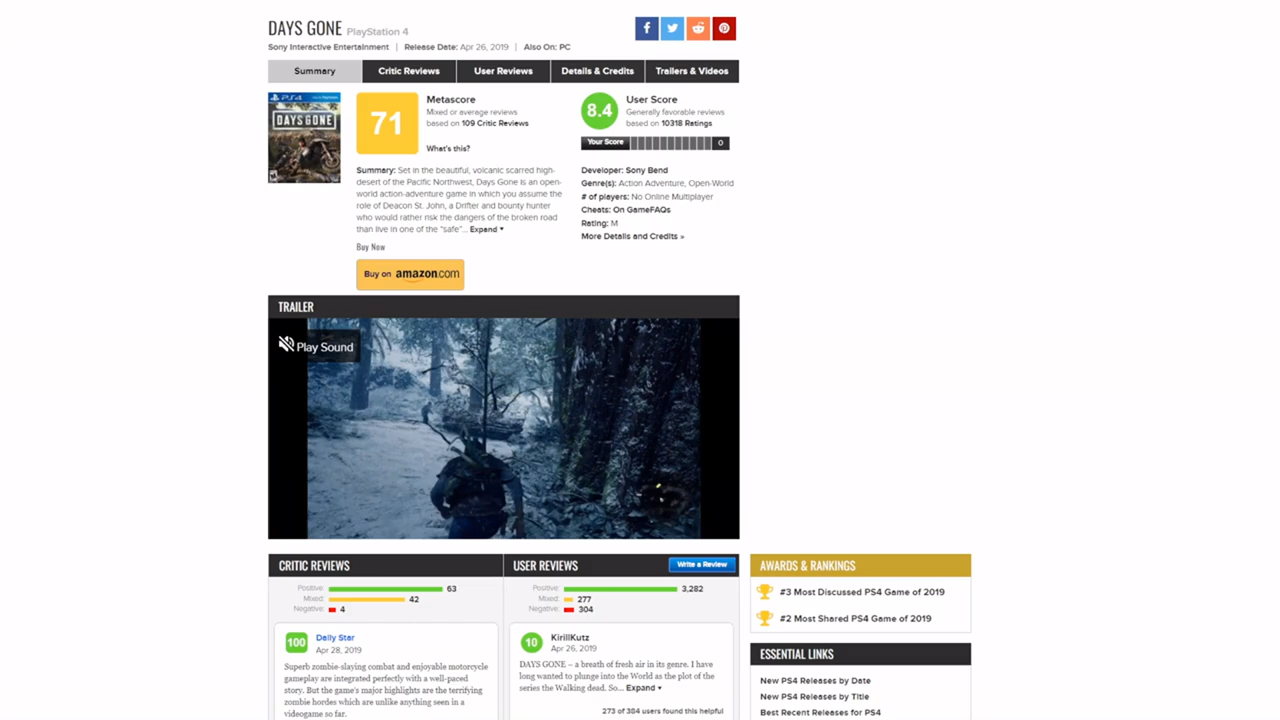 DAYS GONE PlayStation 4
Sony Interactive Entertainment | Release Date: Apr 26, 2019 | Also On: PC
Summary
Critic Reviews
User Reviews
Details & Credits
Trailers & Videos
PS4
DAYS GONE
71
Metascore
Mixed or average reviews
based on 109 Critic Reviews
What's this?
Summary: Set in the beautiful, volcanic scarred high-
desert of the Pacific Northwest, Days Gone is an open-
world action-adventure game in which you assume the
role of Deacon St. John, a Drifter and bounty hunter
who would rather risk the dangers of the broken road
than live in one of the "safe"... Expand
Buy Now
Buy on amazon.com
8.4
User Score
Generally favorable reviews
based on 10318 Ratings
Your Score 0
Developer: Sony Bend
Genre(s): Action Adventure, Open-World
# of players: No Online Multiplayer
Cheats: On GameFAQs
Rating: M
More Details and Credits »
TRAILER
Play Sound
CRITIC REVIEWS
Positive: 63
Mixed: 42
Negative: 4
100
Daily Star
Apr 28, 2019
Superb zombie-slaying combat and enjoyable motorcycle
gameplay are integrated perfectly with a well-paced
story. But the game's major highlights are the terrifying
zombie hordes which are unlike anything seen in a
videogame so far.
USER REVIEWS
Write a Review
Positive: 3,282
Mixed: 277
Negative: 304
10
KirillKutz
Apr 26, 2019
DAYS GONE – a breath of fresh air in its genre. I have
long wanted to plunge into the World as the plot of the
series the Walking dead. So... Expand
273 of 384 users found this helpful
AWARDS & RANKINGS
#3 Most Discussed PS4 Game of 2019
#2 Most Shared PS4 Game of 2019
ESSENTIAL LINKS
New PS4 Releases by Date
New PS4 Releases by Title
Best Recent Releases for PS4